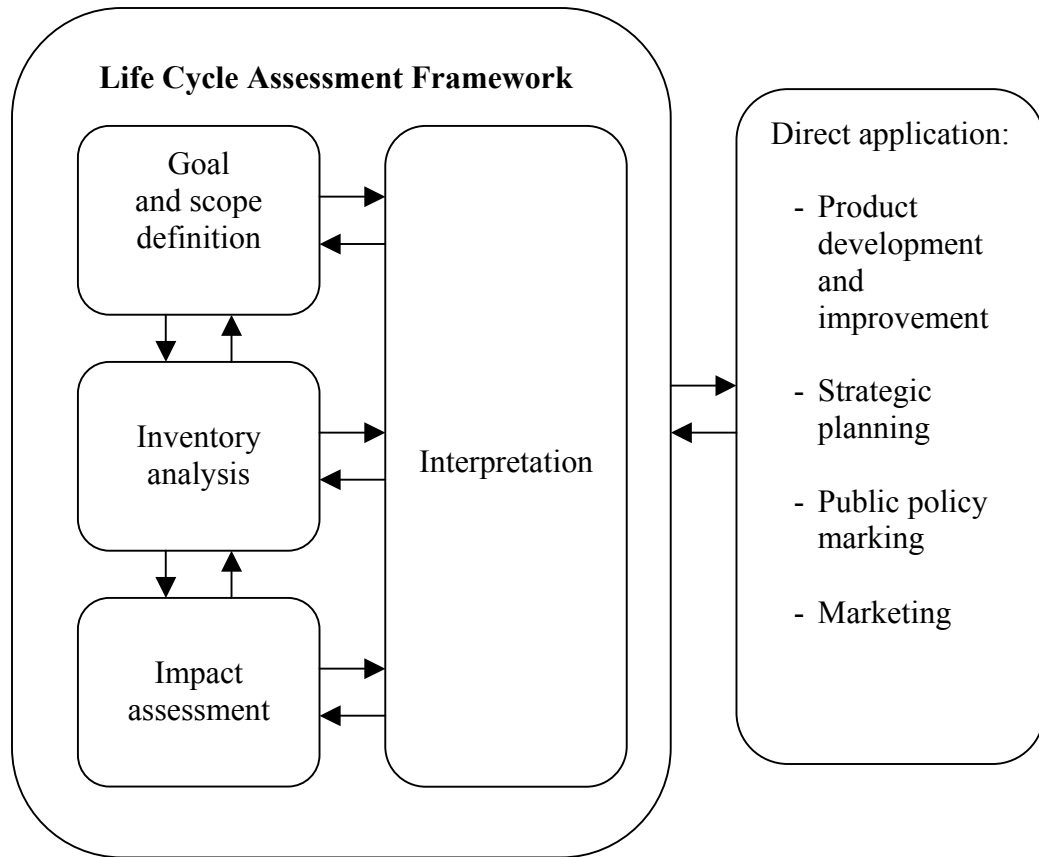 Life Cycle Assessment Framework
Goal
and scope
definition
Inventory
analysis
Impact
assessment
Interpretation
Direct application:
- Product
development
and
improvement
- Strategic
planning
- Public policy
marking
- Marketing